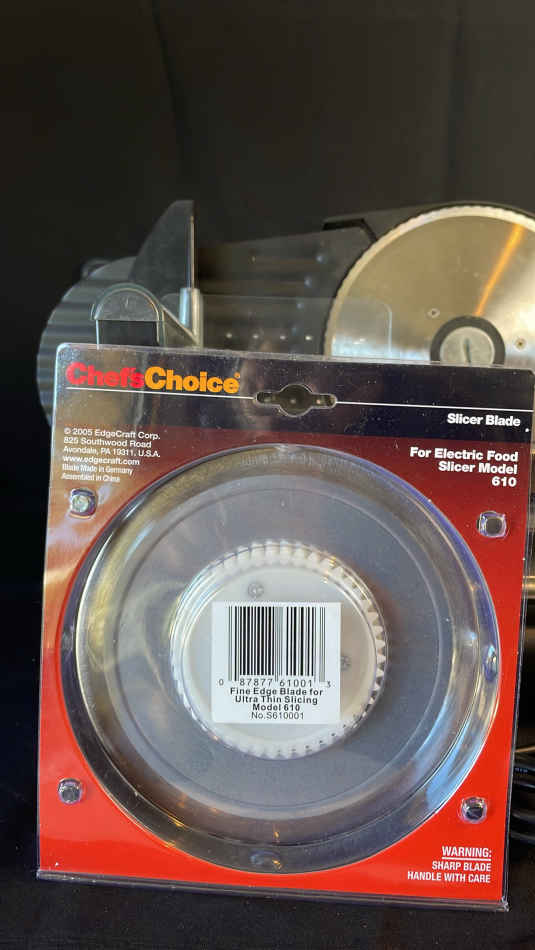 Chef'sChoice®
Slicer Blade
© 2005 EdgeCraft Corp.
825 Southwood Road
Avondale, PA 19311, U.S.A.
www.edgecraft.com
Blade Made in Germany
Assembled in China
For Electric Food
Slicer Model
610
0 87877 61001 3
Fine Edge Blade for
Ultra Thin Slicing
Model 610
No.S610001
WARNING:
SHARP BLADE
HANDLE WITH CARE